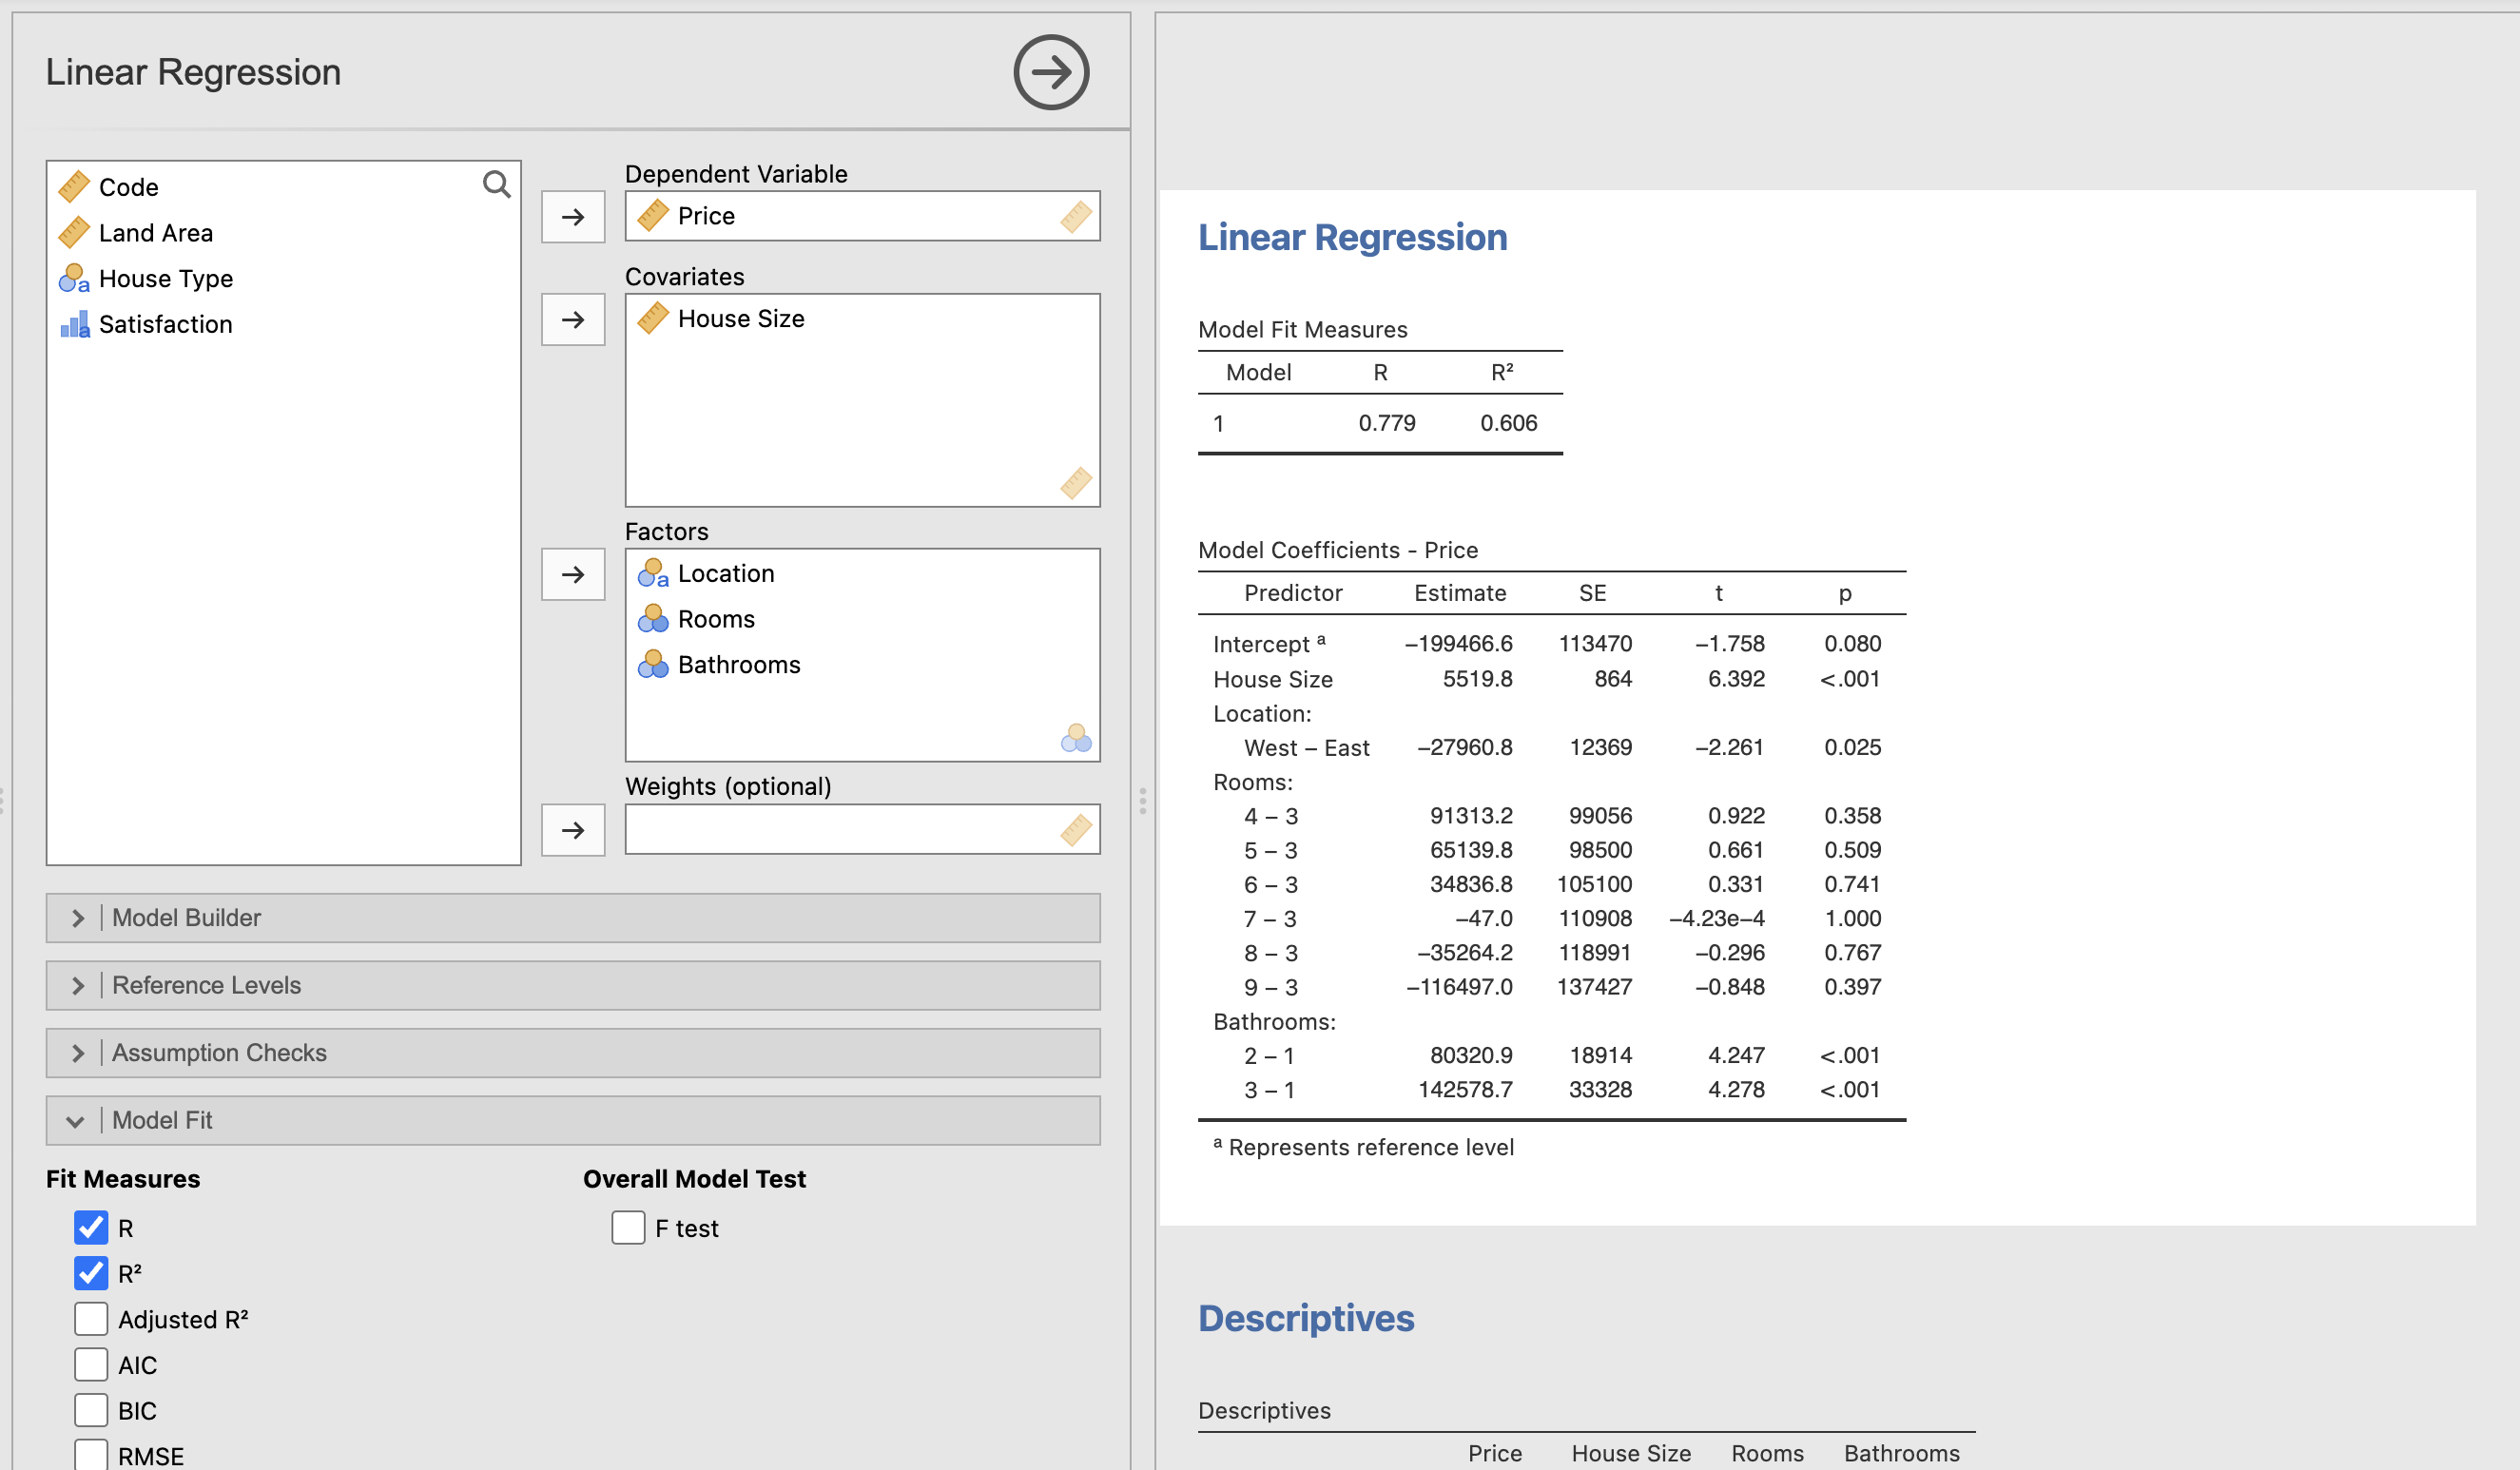 Linear Regression
Code
Land Area
House Type
Satisfaction
Dependent Variable
Price
Covariates
House Size
Factors
Location
Rooms
Bathrooms
Weights (optional)
Model Builder
Reference Levels
Assumption Checks
Model Fit
Fit Measures
Overall Model Test
R
F test
R²
Adjusted R²
AIC
BIC
RMSE
Linear Regression
Model Fit Measures
Model R R²
1 0.779 0.606
Model Coefficients - Price
Predictor Estimate SE t p
Intercept ᵃ −199466.6 113470 −1.758 0.080
House Size 5519.8 864 6.392 <.001
Location:
West – East −27960.8 12369 −2.261 0.025
Rooms:
4 – 3 91313.2 99056 0.922 0.358
5 – 3 65139.8 98500 0.661 0.509
6 – 3 34836.8 105100 0.331 0.741
7 – 3 −47.0 110908 −4.23e−4 1.000
8 – 3 −35264.2 118991 −0.296 0.767
9 – 3 −116497.0 137427 −0.848 0.397
Bathrooms:
2 – 1 80320.9 18914 4.247 <.001
3 – 1 142578.7 33328 4.278 <.001
ᵃ Represents reference level
Descriptives
Descriptives
Price House Size Rooms Bathrooms